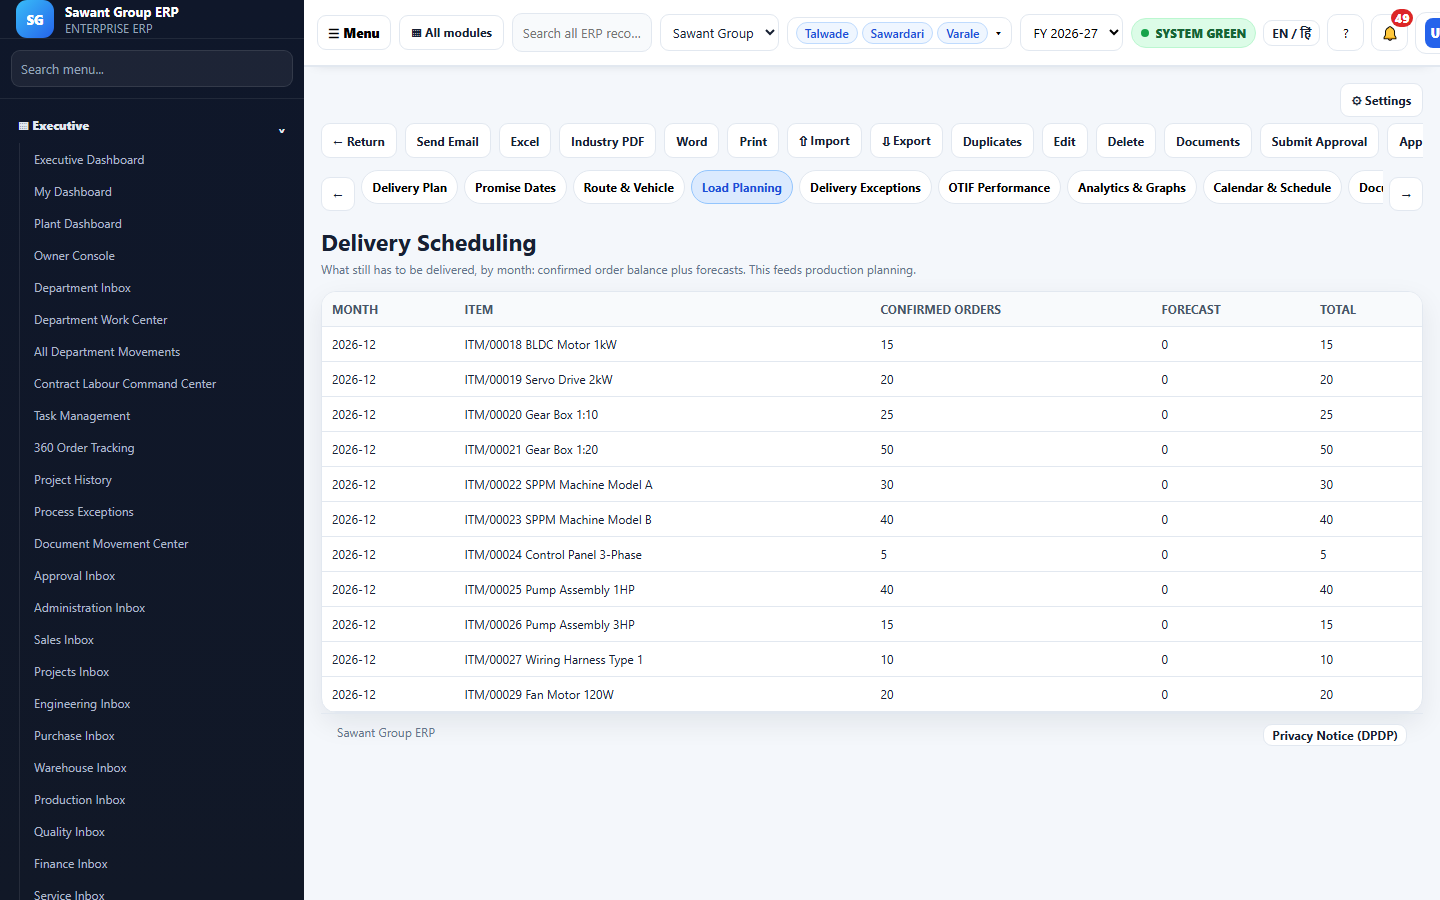 SG
Sawant Group ERP
ENTERPRISE ERP
Search menu...
Executive
Executive Dashboard
My Dashboard
Plant Dashboard
Owner Console
Department Inbox
Department Work Center
All Department Movements
Contract Labour Command Center
Task Management
360 Order Tracking
Project History
Process Exceptions
Document Movement Center
Approval Inbox
Administration Inbox
Sales Inbox
Projects Inbox
Engineering Inbox
Purchase Inbox
Warehouse Inbox
Production Inbox
Quality Inbox
Finance Inbox
Service Inbox
☰ Menu
All modules
Search all ERP reco...
Sawant Group
Talwade Sawardari Varale
FY 2026-27
SYSTEM GREEN
EN / हिं
?
49
U
⚙ Settings
← Return Send Email Excel Industry PDF Word Print ⇧ Import ⇩ Export Duplicates Edit Delete Documents Submit Approval App
← Delivery Plan Promise Dates Route & Vehicle Load Planning Delivery Exceptions OTIF Performance Analytics & Graphs Calendar & Schedule Docu →
Delivery Scheduling
What still has to be delivered, by month: confirmed order balance plus forecasts. This feeds production planning.
MONTH ITEM CONFIRMED ORDERS FORECAST TOTAL
2026-12 ITM/00018 BLDC Motor 1kW 15 0 15
2026-12 ITM/00019 Servo Drive 2kW 20 0 20
2026-12 ITM/00020 Gear Box 1:10 25 0 25
2026-12 ITM/00021 Gear Box 1:20 50 0 50
2026-12 ITM/00022 SPPM Machine Model A 30 0 30
2026-12 ITM/00023 SPPM Machine Model B 40 0 40
2026-12 ITM/00024 Control Panel 3-Phase 5 0 5
2026-12 ITM/00025 Pump Assembly 1HP 40 0 40
2026-12 ITM/00026 Pump Assembly 3HP 15 0 15
2026-12 ITM/00027 Wiring Harness Type 1 10 0 10
2026-12 ITM/00029 Fan Motor 120W 20 0 20
Sawant Group ERP
Privacy Notice (DPDP)